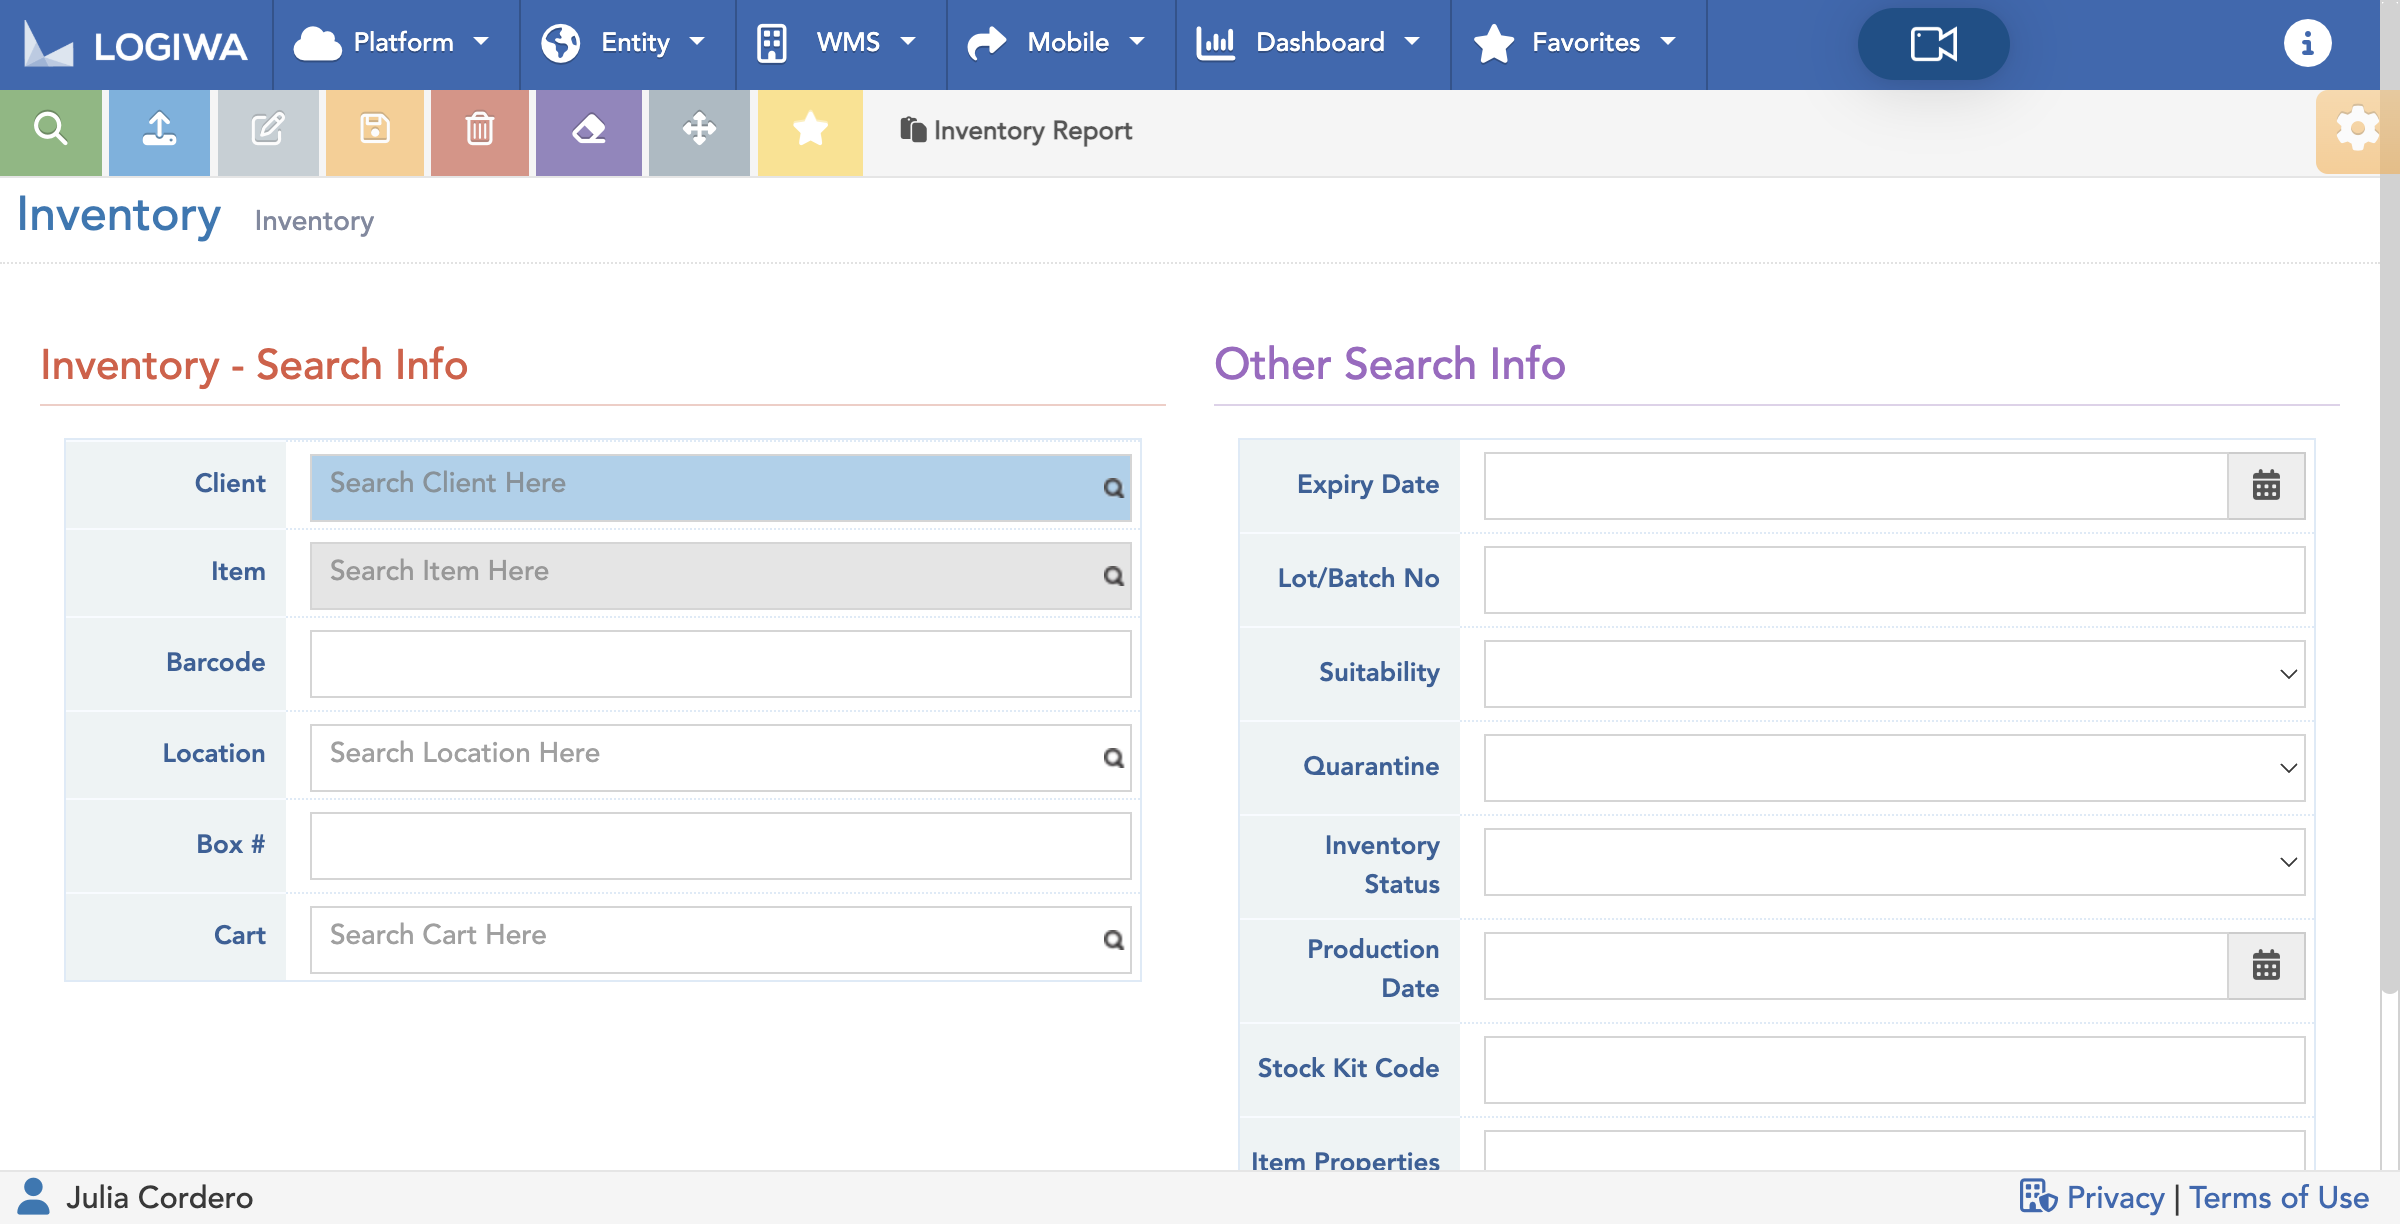 LOGIWA Platform Entity WMS Mobile Dashboard Favorites
Inventory Report
Inventory Inventory
Inventory - Search Info
Client Search Client Here
Item Search Item Here
Barcode
Location Search Location Here
Box #
Cart Search Cart Here
Other Search Info
Expiry Date
Lot/Batch No
Suitability
Quarantine
Inventory
Status
Production
Date
Stock Kit Code
Item Properties
Julia Cordero
Privacy | Terms of Use